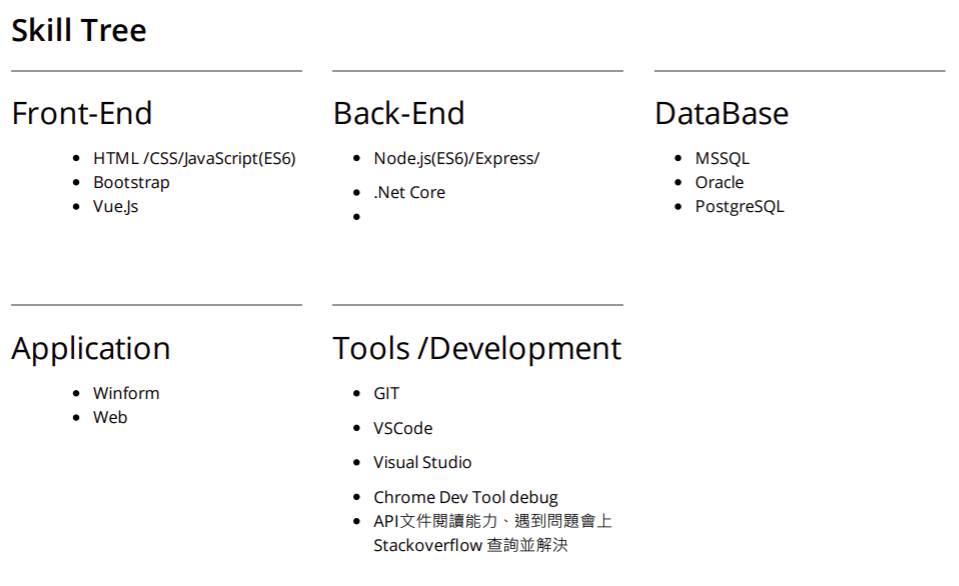 Skill Tree
Front-End
HTML /CSS/JavaScript(ES6)
Bootstrap
Vue.Js
Back-End
Node.js(ES6)/Express/
.Net Core
DataBase
MSSQL
Oracle
PostgreSQL
Application
Winform
Web
Tools /Development
GIT
VSCode
Visual Studio
Chrome Dev Tool debug
API文件閱讀能力、遇到問題會上
Stackoverflow 查詢並解決